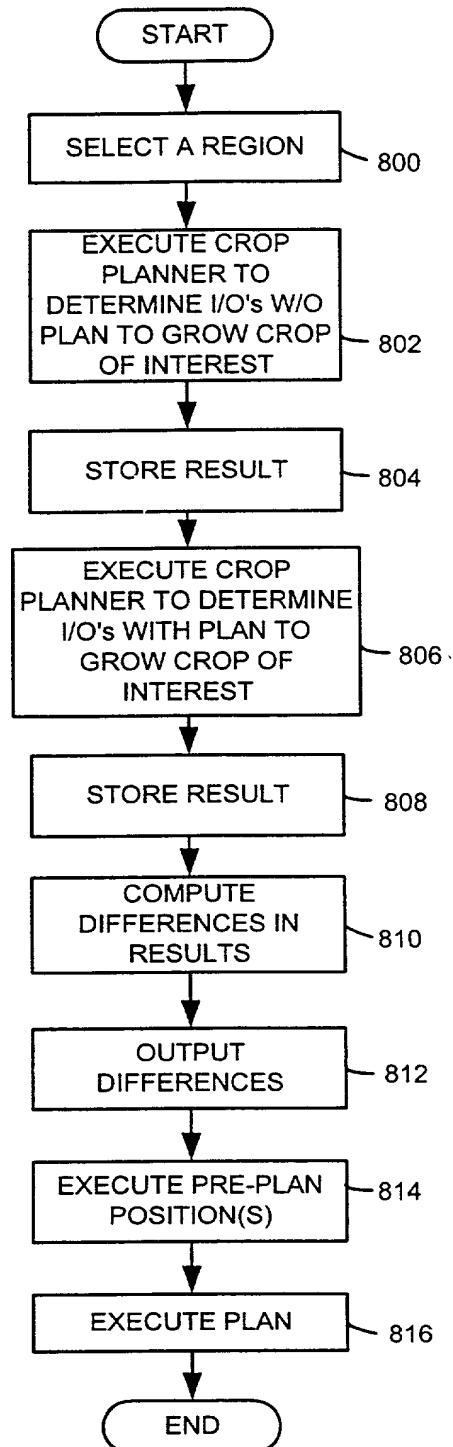 START
SELECT A REGION
800
EXECUTE CROP
PLANNER TO
DETERMINE I/O's W/O
PLAN TO GROW CROP
OF INTEREST
802
STORE RESULT
804
EXECUTE CROP
PLANNER TO DETERMINE
I/O's WITH PLAN TO
GROW CROP OF
INTEREST
806
STORE RESULT
808
COMPUTE
DIFFERENCES IN
RESULTS
810
OUTPUT
DIFFERENCES
812
EXECUTE PRE-PLAN
POSITION(S)
814
EXECUTE PLAN
816
END